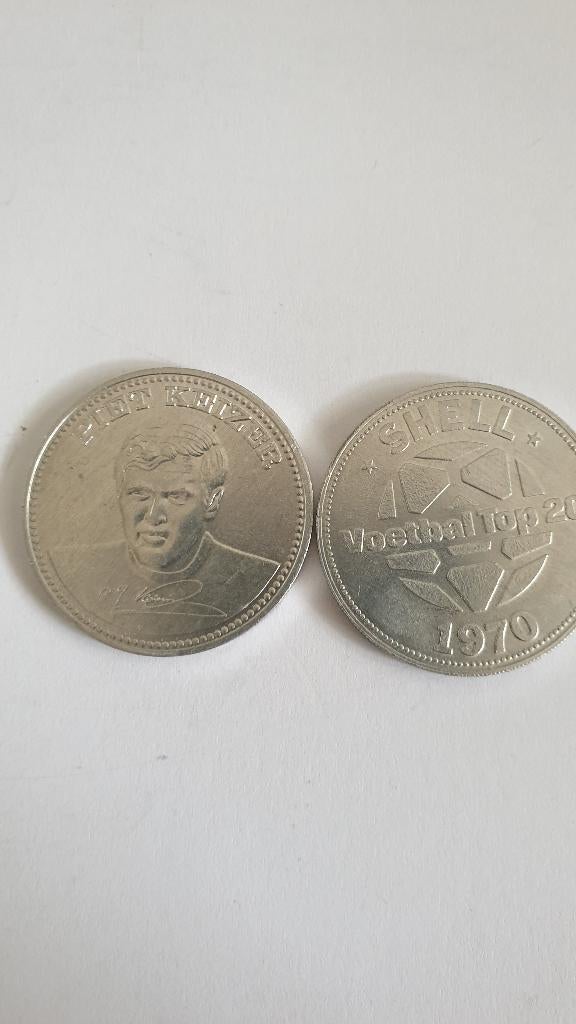 PIET KEIZER
SHELL
Voetbal Top 20
1970